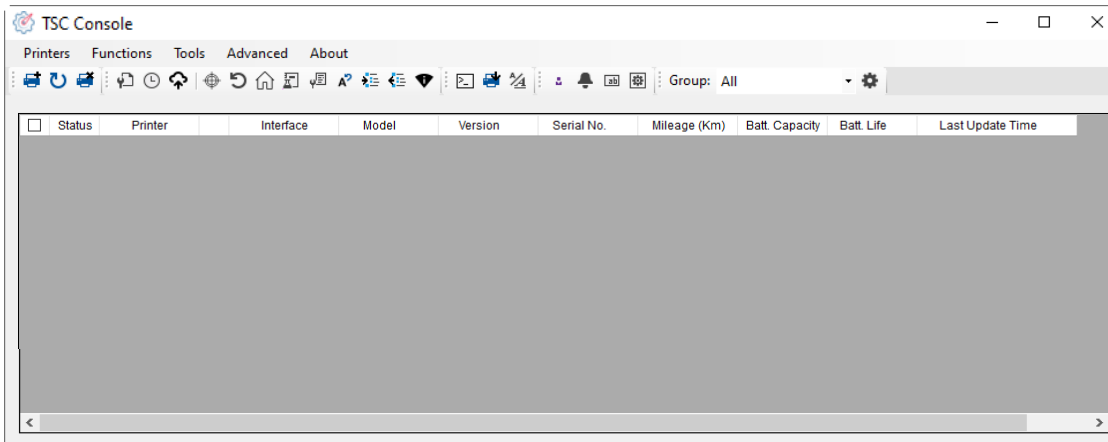 TSC Console
Printers Functions Tools Advanced About
Group: All
Status Printer Interface Model Version Serial No. Mileage (Km) Batt. Capacity Batt. Life Last Update Time